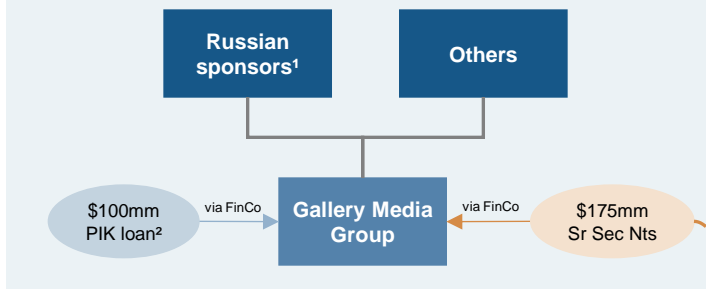 Russian
sponsors¹
Others
$100mm
PIK loan²
via FinCo
Gallery Media
Group
via FinCo
$175mm
Sr Sec Nts